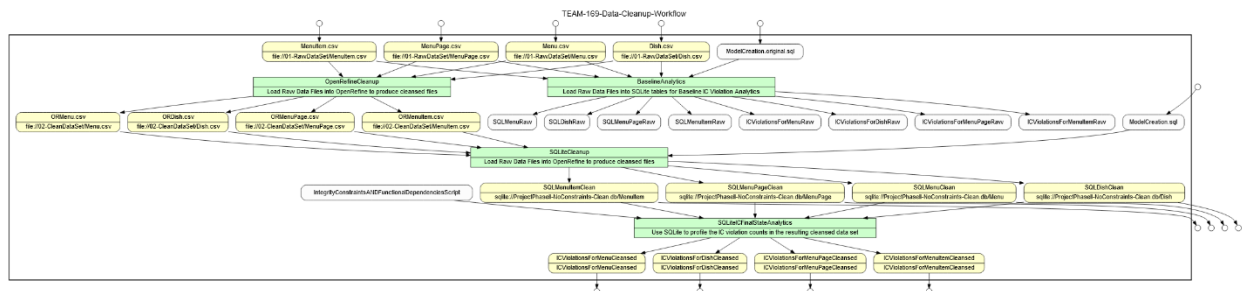 TEAM-169-Data-Cleanup-Workflow
MenuItem.csv
file://01-RawDataSet/MenuItem.csv
MenuPage.csv
file://01-RawDataSet/MenuPage.csv
Menu.csv
file://01-RawDataSet/Menu.csv
Dish.csv
file://01-RawDataSet/Dish.csv
ModelCreation.original.sql
OpenRefineCleanup
Load Raw Data Files into OpenRefine to produce cleansed files
BaselineAnalytics
Load Raw Data Files into SQLite tables for Baseline IC Violation Analytics
ORMenu.csv
file://02-CleanDataSet/Menu.csv
ORDish.csv
file://02-CleanDataSet/Dish.csv
ORMenuPage.csv
file://02-CleanDataSet/MenuPage.csv
ORMenuItem.csv
file://02-CleanDataSet/MenuItem.csv
SQLMenuRaw
SQLDishRaw
SQLMenuPageRaw
SQLMenuItemRaw
ICViolationsForMenuRaw
ICViolationsForDishRaw
ICViolationsForMenuPageRaw
ICViolationsForMenuItemRaw
ModelCreation.sql
SQLiteCleanup
Load Raw Data Files into OpenRefine to produce cleansed files
IntegrityConstraintsANDFunctionDependenciesScript
SQLMenuItemClean
sqlite://ProjectPhaseII-NoConstraints-Clean.db/MenuItem
SQLMenuPageClean
sqlite://ProjectPhaseII-NoConstraints-Clean.db/MenuPage
SQLMenuClean
sqlite://ProjectPhaseII-NoConstraints-Clean.db/Menu
SQLDishClean
sqlite://ProjectPhaseII-NoConstraints-Clean.db/Dish
SQLiteICFinalStateAnalytics
Use SQLite to profile the IC violation counts in the resulting cleansed data set
ICViolationsForMenuCleansed
ICViolationsForMenuCleansed
ICViolationsForDishCleansed
ICViolationsForDishCleansed
ICViolationsForMenuPageCleansed
ICViolationsForMenuPageCleansed
ICViolationsForMenuItemCleansed
ICViolationsForMenuItemCleansed